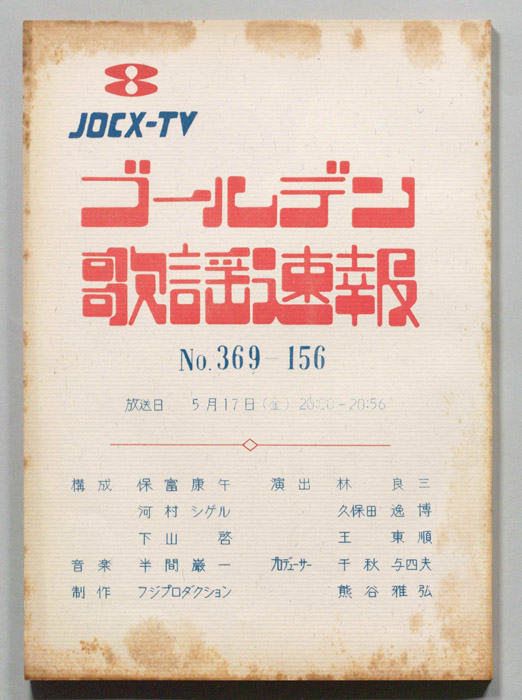 JOCX-TV
ゴールデン
歌謡速報
No.369-156
放送日 5月17日(金) 20:00-20:56
構成 保富康午 演出 林良三
河村シゲル 久保田逸博
下山啓 王東順
音楽 半間巌一 プロデューサー 千秋与四夫
制作 フジプロダクション 熊谷雅弘